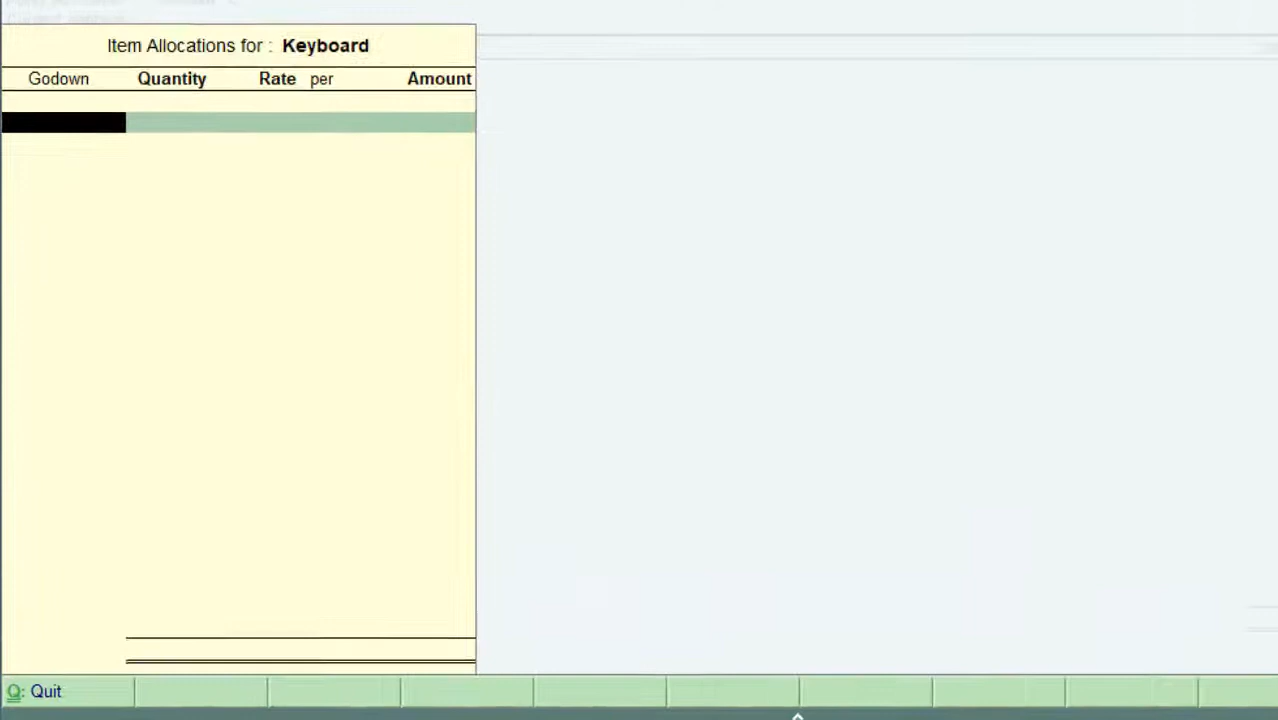 Item Allocations for : Keyboard
Godown Quantity Rate per Amount
Q: Quit